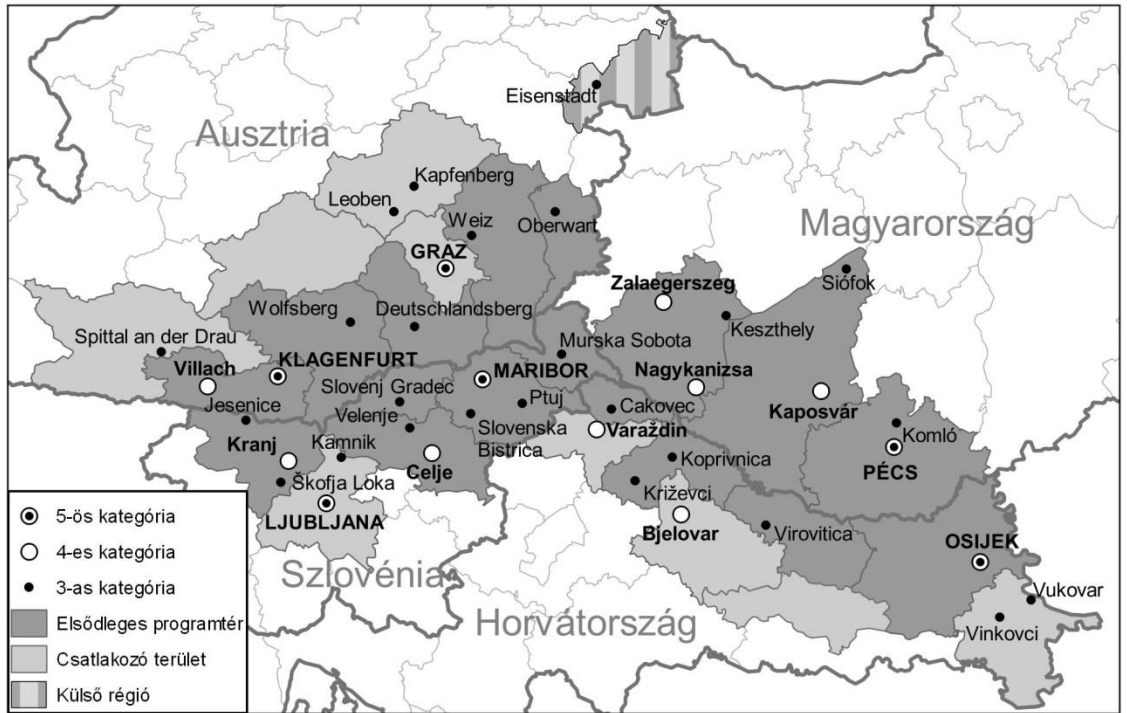 Eisenstadt
Ausztria
Kapfenberg
Leoben
Weiz
Oberwart
Magyarország
GRAZ
Zalaegerszeg
Siófok
Wolfsberg
Deutschlandsberg
Keszthely
Spittal an der Drau
Murska Sobota
Villach
KLAGENFURT
MARIBOR
Nagykanizsa
Slovenj Gradec
Jesenice
Ptuj
Cakovec
Kaposvár
Velenje
Slovenska
Bistrica
Varaždin
Komló
Kranj
Kamnik
Celje
Koprivnica
PÉCS
Škofja Loka
Križevci
LJUBLJANA
Bjelovar
Virovitica
OSIJEK
Szlovénia
Vukovar
Horvátország
Vinkovci
5-ös kategória
4-es kategória
3-as kategória
Elsődleges programtér
Csatlakozó terület
Külső régió